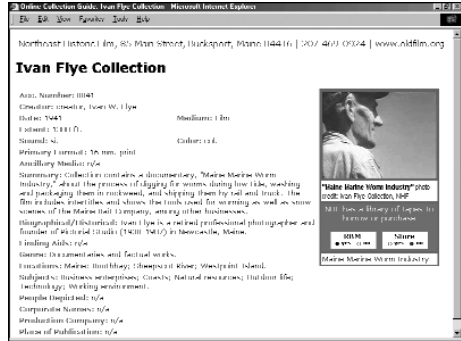 Online Collection Guide: Ivan Flye Collection - Microsoft Internet Explorer
File Edit View Favorites Tools Help
Northeast Historic Film, 85 Main Street, Bucksport, Maine 04416 | 207 469-0924 | www.oldfilm.org
Ivan Flye Collection
Acc. Number: 0041
Creator: creator, Ivan W. Flye
Date: 1941 Medium: Film
Extent: ft.
Sound: si. Color: col.
Primary Format: 16 mm. print
Ancillary Media: n/a
Summary: Collection contains a documentary, "Maine Marine Worm
Industry," about the process of digging for worms during low tide, washing
and packaging them in rockweed, and shipping them by rail and truck. The
film includes intertitles and shows the tools used for worming as well as snow
scenes of The Maine Bait Company, among other businesses.
Biographical/Historical: Ivan Flye is a retired professional photographer and
founder of Pictorial Studio (1938-1987) in Newcastle, Maine.
Finding Aids: n/a
Genre: Documentaries and factual works.
Locations: Maine: Boothbay; Sheepscot River; Westport Island.
Subjects: Business enterprises; Coasts; Natural resources; Outdoor life;
Technology; Working environment.
People Depicted: n/a
Corporate Names: n/a
Production Company: n/a
Place of Publication: n/a
"Maine Marine Worm Industry" photo
credit: Ivan Flye Collection, NHF
NHF has a library of tapes to
borrow or purchase
RBM Store
yes no yes no
Maine Marine Worm Industry